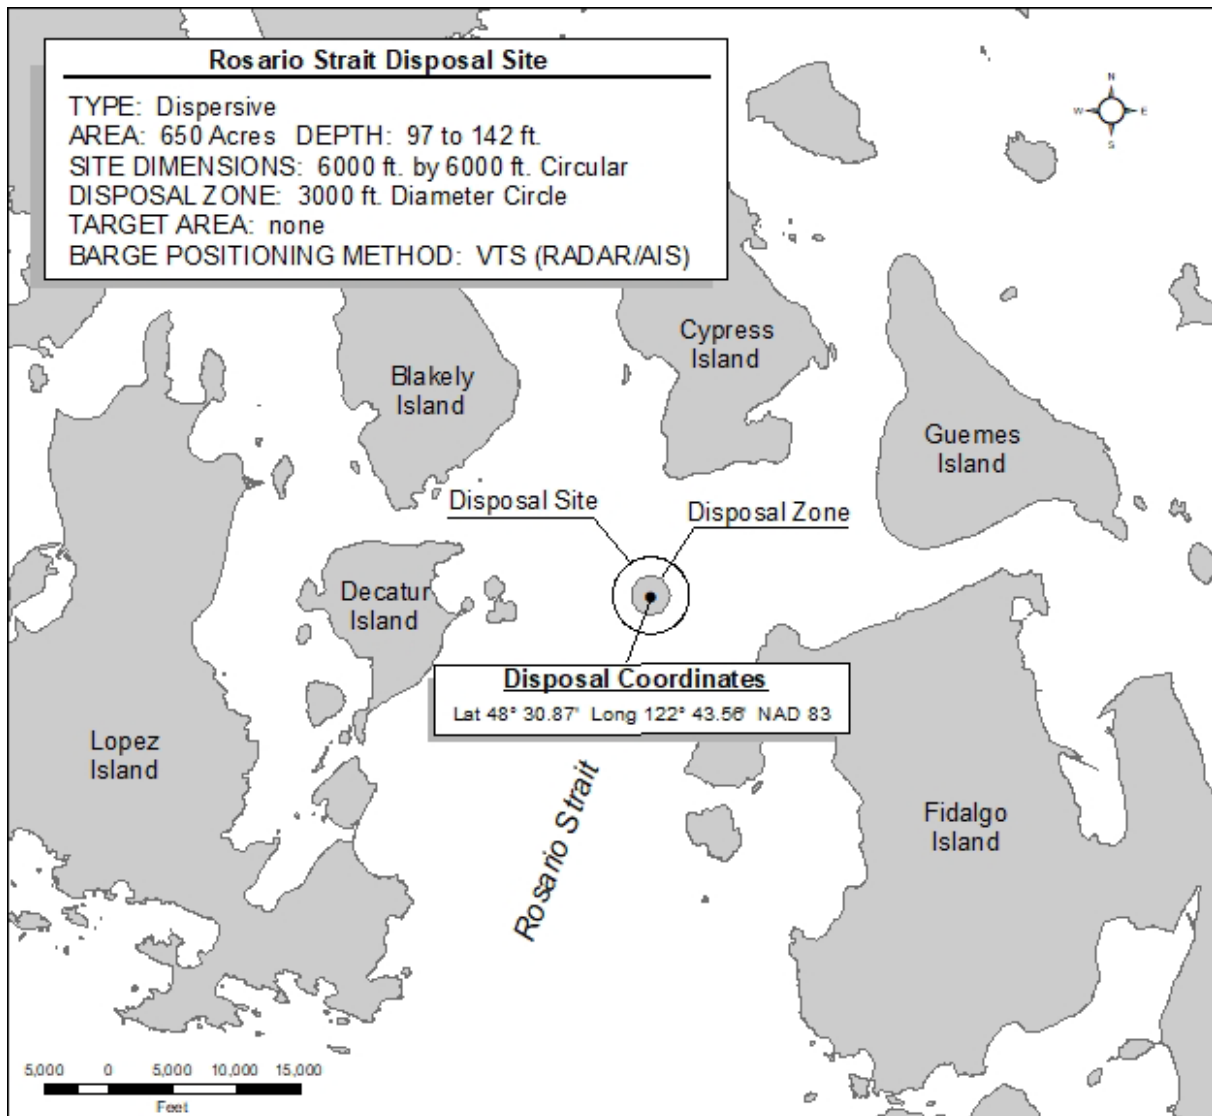 Rosario Strait Disposal Site
TYPE: Dispersive
AREA: 650 Acres DEPTH: 97 to 142 ft.
SITE DIMENSIONS: 6000 ft. by 6000 ft. Circular
DISPOSAL ZONE: 3000 ft. Diameter Circle
TARGET AREA: none
BARGE POSITIONING METHOD: VTS (RADAR/AIS)
N
W E
S
Cypress
Island
Blakely
Island
Guemes
Island
Disposal Site
Disposal Zone
Decatur
Island
Disposal Coordinates
Lat 48° 30.87' Long 122° 43.56' NAD 83
Lopez
Island
Rosario Strait
Fidalgo
Island
5,000 0 5,000 10,000 15,000
Feet